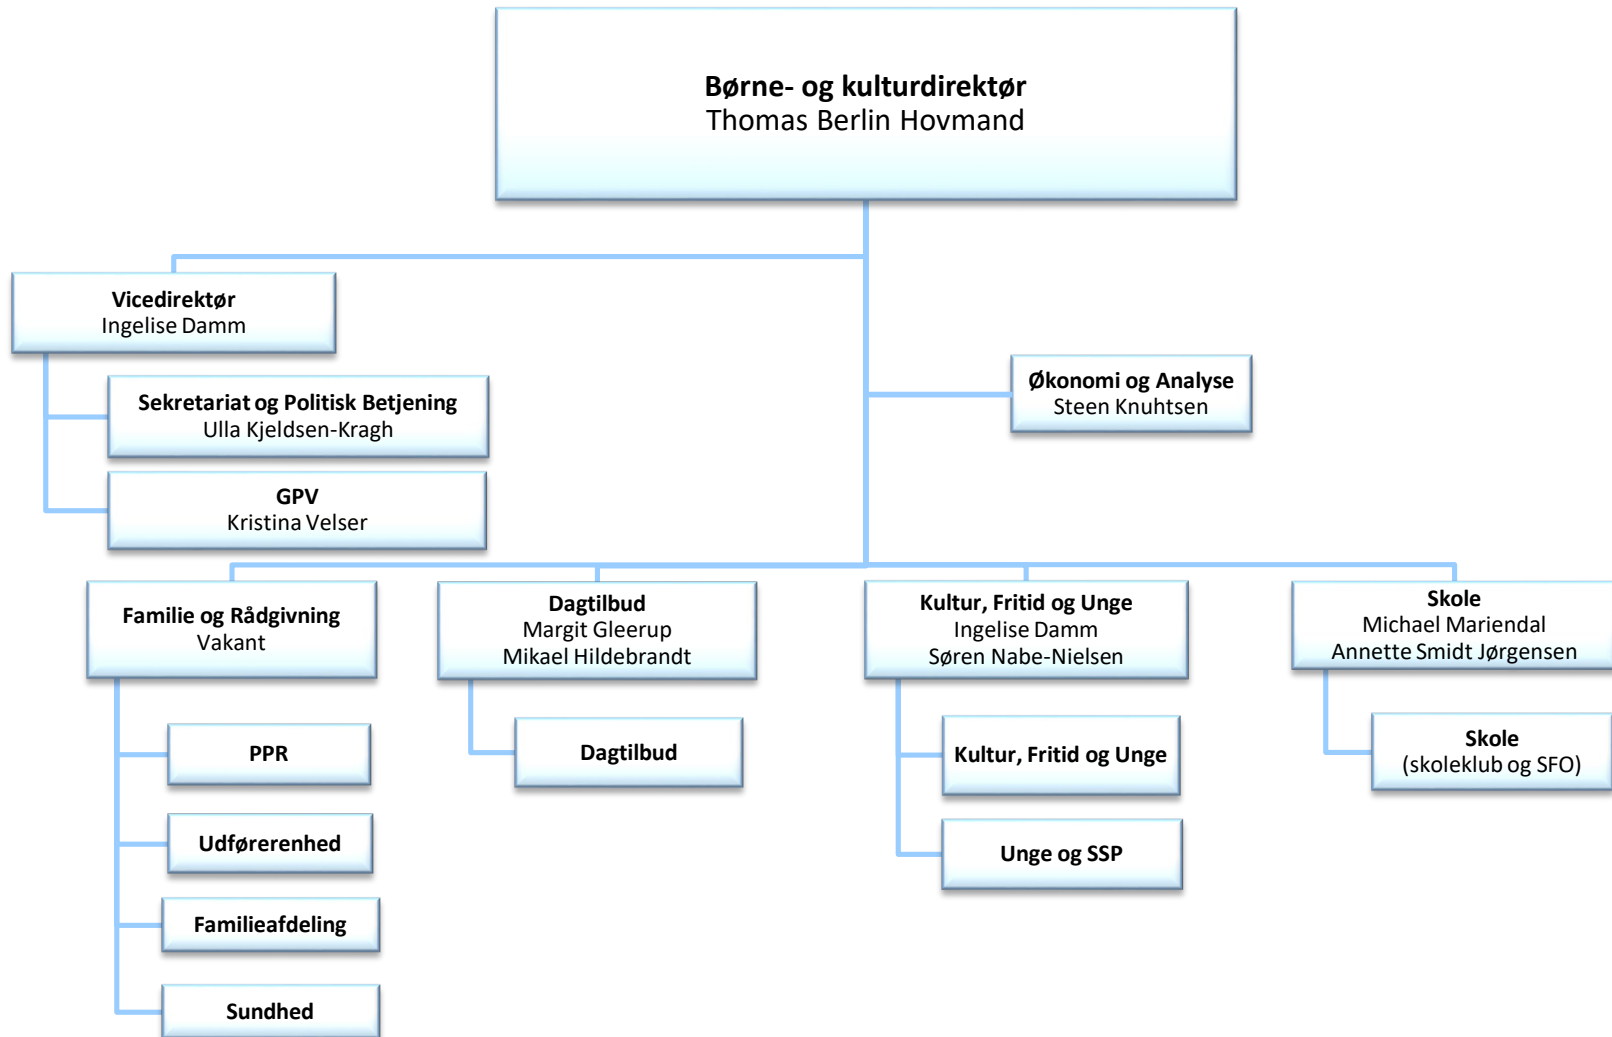 Børne- og kulturdirektør
Thomas Berlin Hovmand
Vicedirektør
Ingelise Damm
Økonomi og Analyse
Steen Knuhtsen
Sekretariat og Politisk Betjening
Ulla Kjeldsen-Kragh
GPV
Kristina Velser
Familie og Rådgivning
Vakant
Dagtilbud
Margit Gleerup
Mikael Hildebrandt
Kultur, Fritid og Unge
Ingelise Damm
Søren Nabe-Nielsen
Skole
Michael Mariendal
Annette Smidt Jørgensen
PPR
Udførerenhed
Familieafdeling
Sundhed
Dagtilbud
Kultur, Fritid og Unge
Unge og SSP
Skole
(skoleklub og SFO)